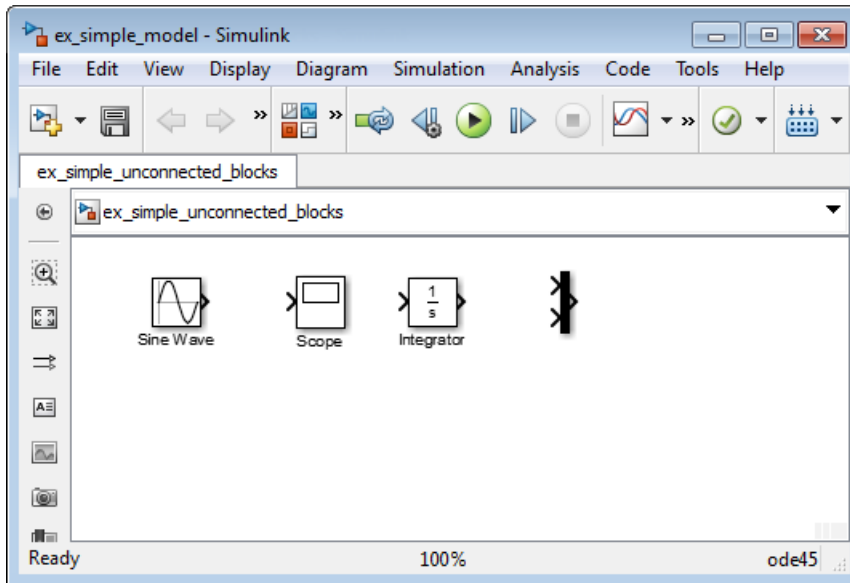 ex_simple_model - Simulink
File Edit View Display Diagram Simulation Analysis Code Tools Help
» » »
ex_simple_unconnected_blocks
ex_simple_unconnected_blocks
1
s
Sine Wave Scope Integrator
A
Ready 100% ode45